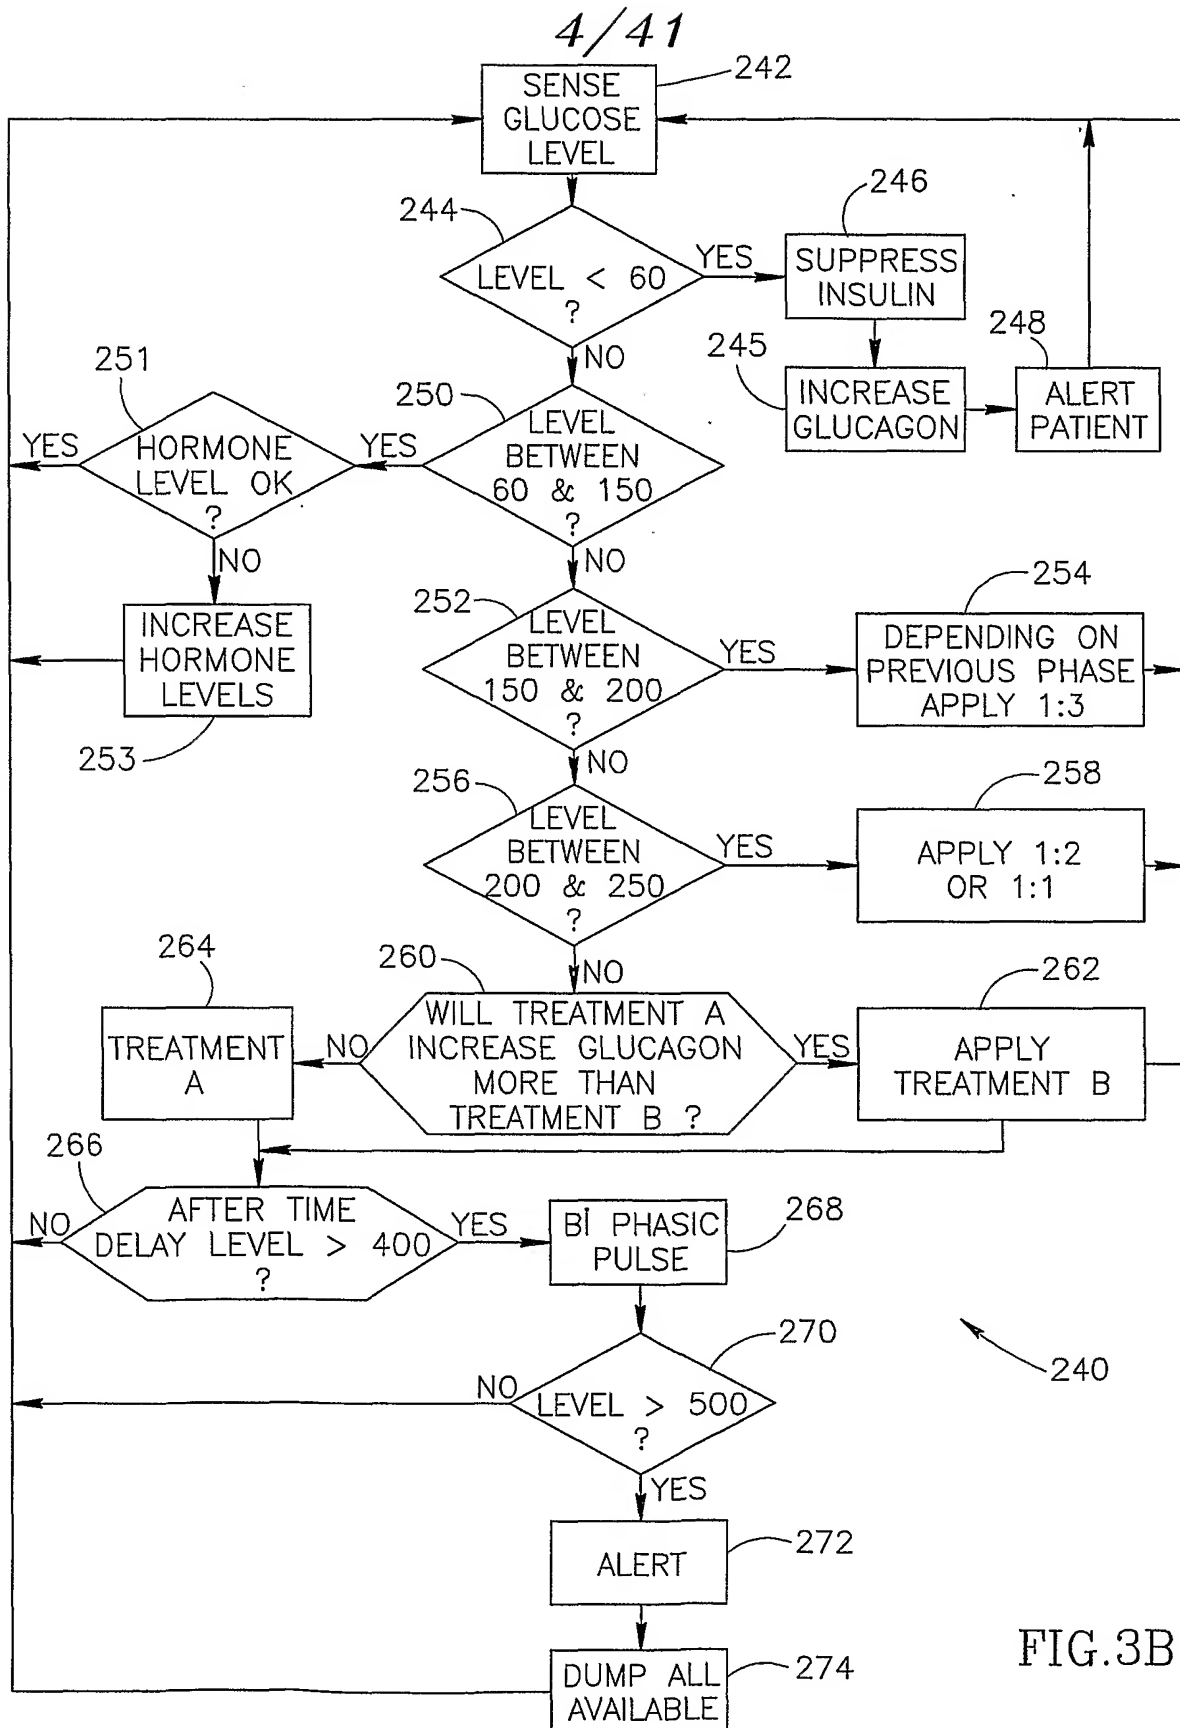 4/41
242
SENSE
GLUCOSE
LEVEL
244
LEVEL < 60
?
YES
246
SUPPRESS
INSULIN
NO
245
INCREASE
GLUCAGON
248
ALERT
PATIENT
251
HORMONE
LEVEL OK
?
YES
YES
250
LEVEL
BETWEEN
60 & 150
?
NO
NO
INCREASE
HORMONE
LEVELS
253
252
LEVEL
BETWEEN
150 & 200
?
YES
254
DEPENDING ON
PREVIOUS PHASE
APPLY 1:3
NO
256
LEVEL
BETWEEN
200 & 250
?
YES
258
APPLY 1:2
OR 1:1
NO
264
TREATMENT
A
NO
260
WILL TREATMENT A
INCREASE GLUCAGON
MORE THAN
TREATMENT B ?
YES
262
APPLY
TREATMENT B
266
NO
AFTER TIME
DELAY LEVEL > 400
?
YES
BI PHASIC
PULSE
268
270
NO
LEVEL > 500
?
240
YES
ALERT
272
DUMP ALL
AVAILABLE
274
FIG.3B